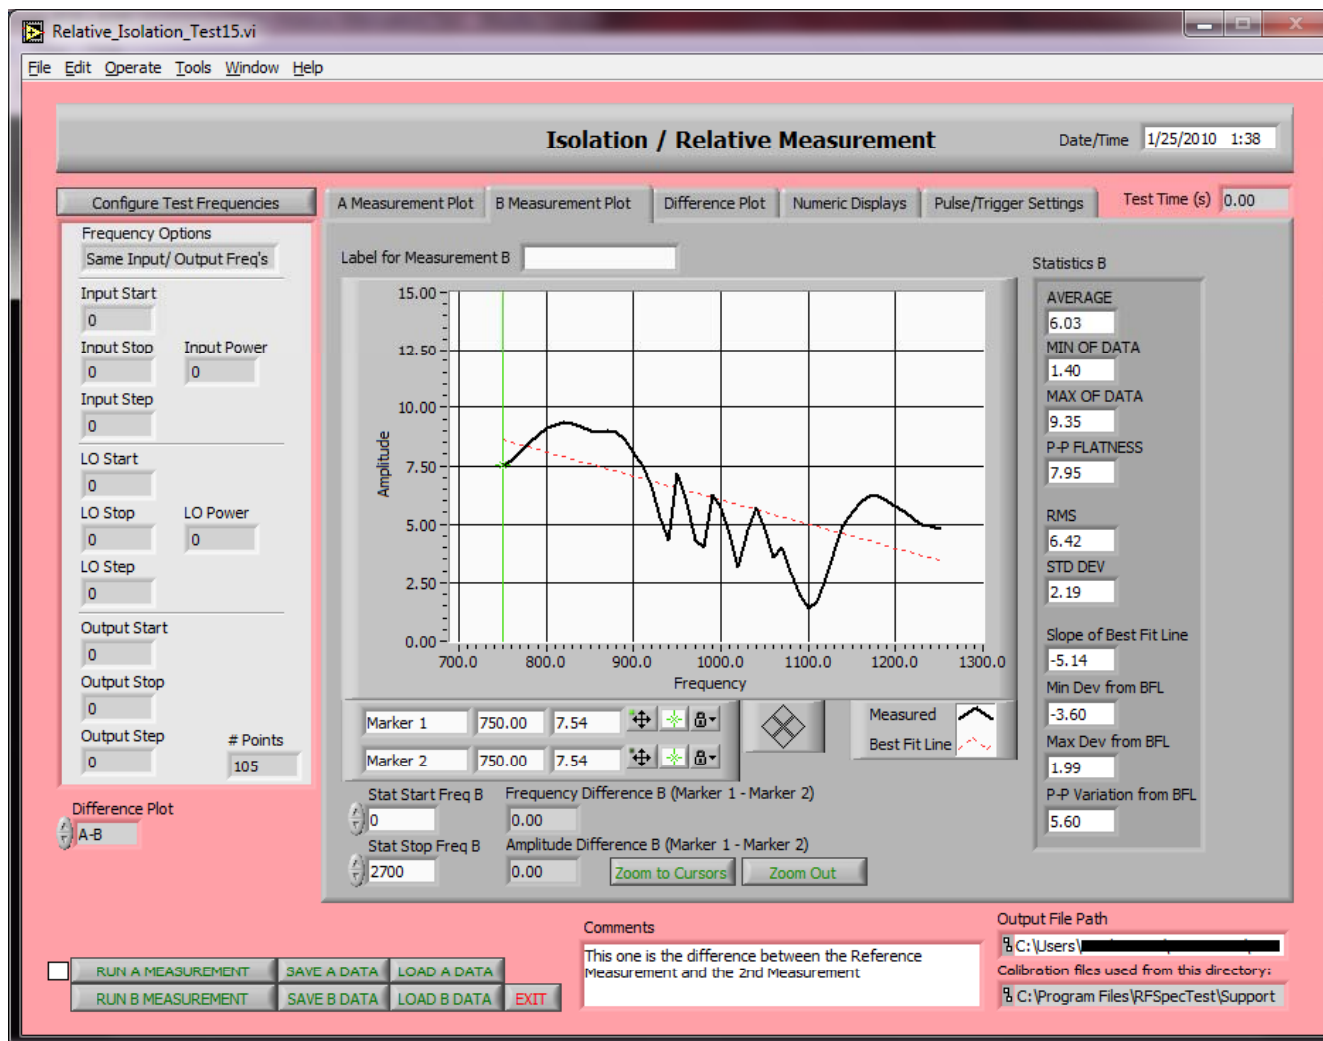 Relative_Isolation_Test15.vi
File Edit Operate Tools Window Help
Isolation / Relative Measurement
Date/Time 1/25/2010 1:38
Configure Test Frequencies
A Measurement Plot B Measurement Plot Difference Plot Numeric Displays Pulse/Trigger Settings
Test Time (s) 0.00
Frequency Options
Same Input/ Output Freq's
Input Start
0
Input Stop Input Power
0 0
Input Step
0
LO Start
0
LO Stop LO Power
0 0
LO Step
0
Output Start
0
Output Stop
0
Output Step # Points
0 105
Difference Plot
A-B
Label for Measurement B
15.00
12.50
10.00
7.50
5.00
2.50
0.00
Amplitude
700.0 800.0 900.0 1000.0 1100.0 1200.0 1300.0
Frequency
Marker 1 750.00 7.54
Marker 2 750.00 7.54
Measured
Best Fit Line
Stat Start Freq B Frequency Difference B (Marker 1 - Marker 2)
0 0.00
Stat Stop Freq B Amplitude Difference B (Marker 1 - Marker 2)
2700 0.00 Zoom to Cursors Zoom Out
Statistics B
AVERAGE
6.03
MIN OF DATA
1.40
MAX OF DATA
9.35
P-P FLATNESS
7.95
RMS
6.42
STD DEV
2.19
Slope of Best Fit Line
-5.14
Min Dev from BFL
-3.60
Max Dev from BFL
1.99
P-P Variation from BFL
5.60
RUN A MEASUREMENT SAVE A DATA LOAD A DATA
RUN B MEASUREMENT SAVE B DATA LOAD B DATA EXIT
Comments
This one is the difference between the Reference
Measurement and the 2nd Measurement
Output File Path
C:\Users\
Calibration files used from this directory:
C:\Program Files\RFSpecTest\Support